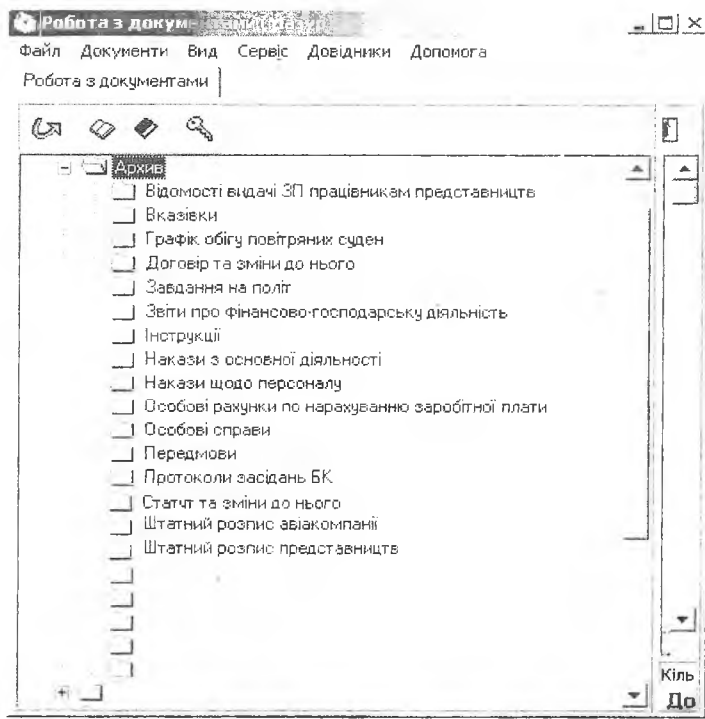 Робота з докум
Файл Документи Вид Сервіс Довідники Допомога
Робота з документами
Архив
Відомості видачі ЗП працівникам представництв
Вказівки
Графік обігу повітряних суден
Договір та зміни до нього
Завдання на політ
Звіти про фінансово-господарську діяльність
Інструкції
Накази з основної діяльності
Накази щодо персоналу
Особові рахунки по нарахуванню заробітної плати
Особові справи
Передмови
Протоколи засідань БК
Статут та зміни до нього
Штатний розпис авіакомпанії
Штатний розпис представництв
Кіль
До